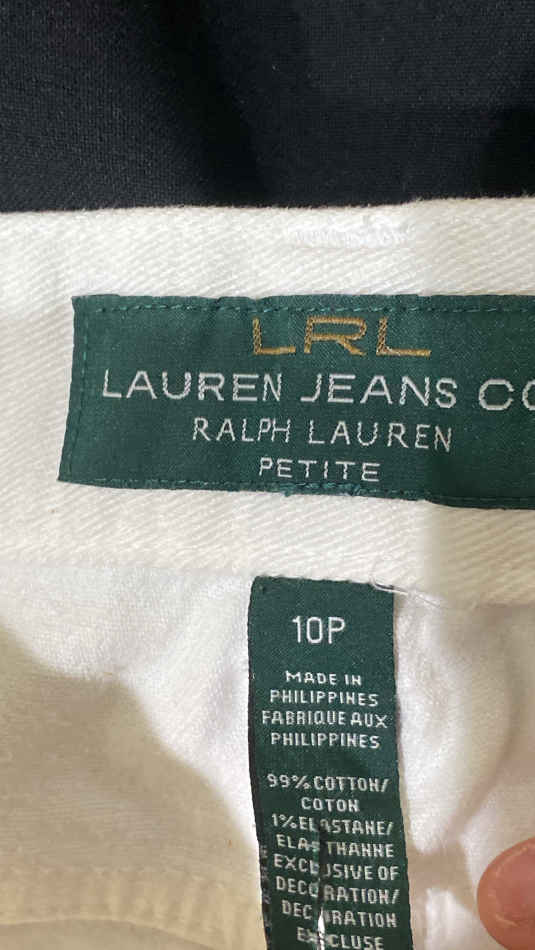 LRL
LAUREN JEANS CO
RALPH LAUREN
PETITE
10P
MADE IN
PHILIPPINES
FABRIQUE AUX
PHILIPPINES
99% COTTON/
COTON
1% ELASTANE/
ELASTHANNE
EXCLUSIVE OF
DECORATION/
DECORATION
EXCLUSE